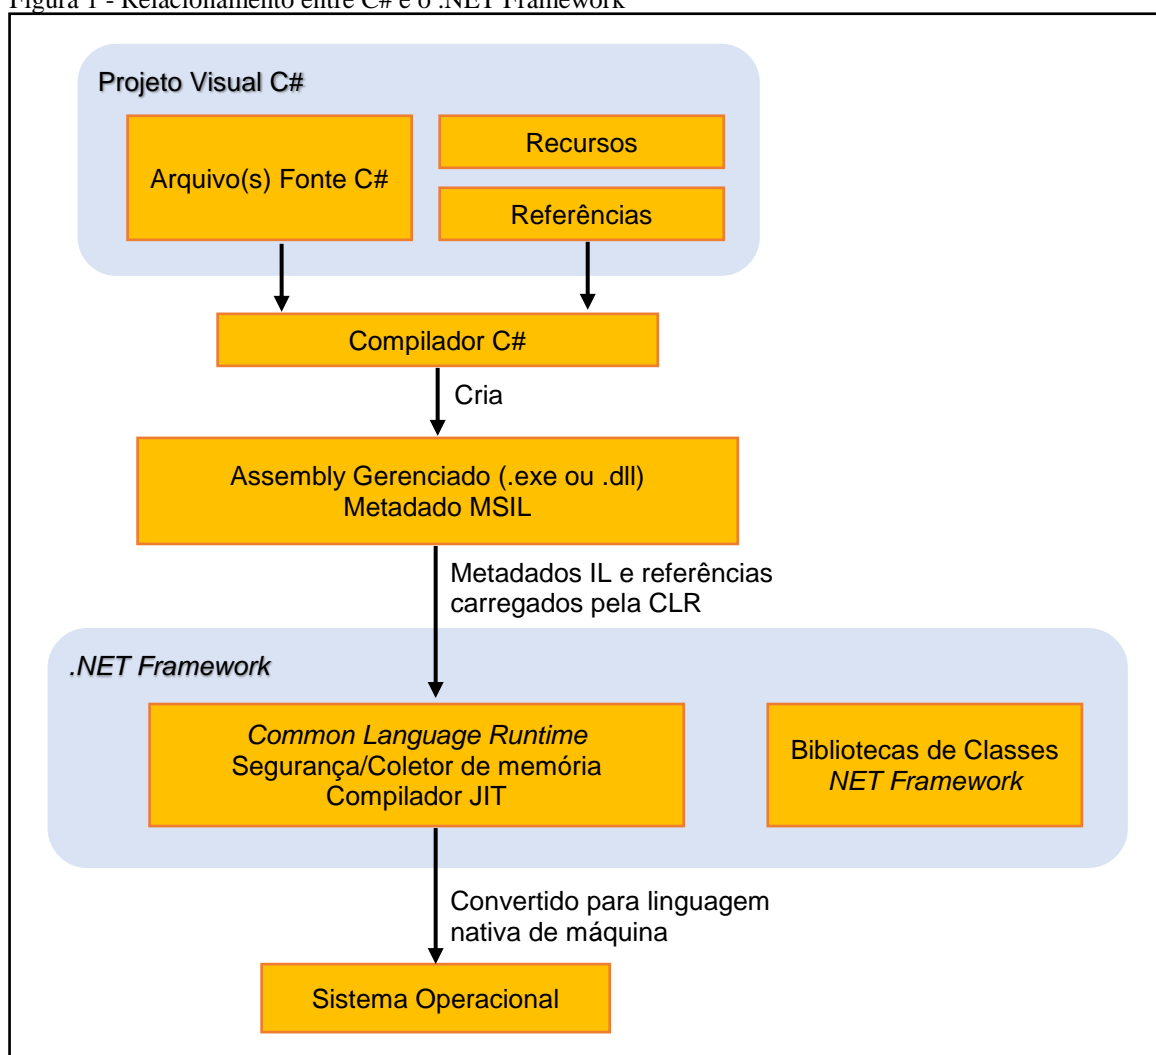 Figura 1 - Relacionamento entre C# e o .NET Framework
Projeto Visual C#
Arquivo(s) Fonte C#
Recursos
Referências
Compilador C#
Cria
Assembly Gerenciado (.exe ou .dll)
Metadado MSIL
Metadados IL e referências
carregados pela CLR
.NET Framework
Common Language Runtime
Segurança/Coletor de memória
Compilador JIT
Bibliotecas de Classes
NET Framework
Convertido para linguagem
nativa de máquina
Sistema Operacional